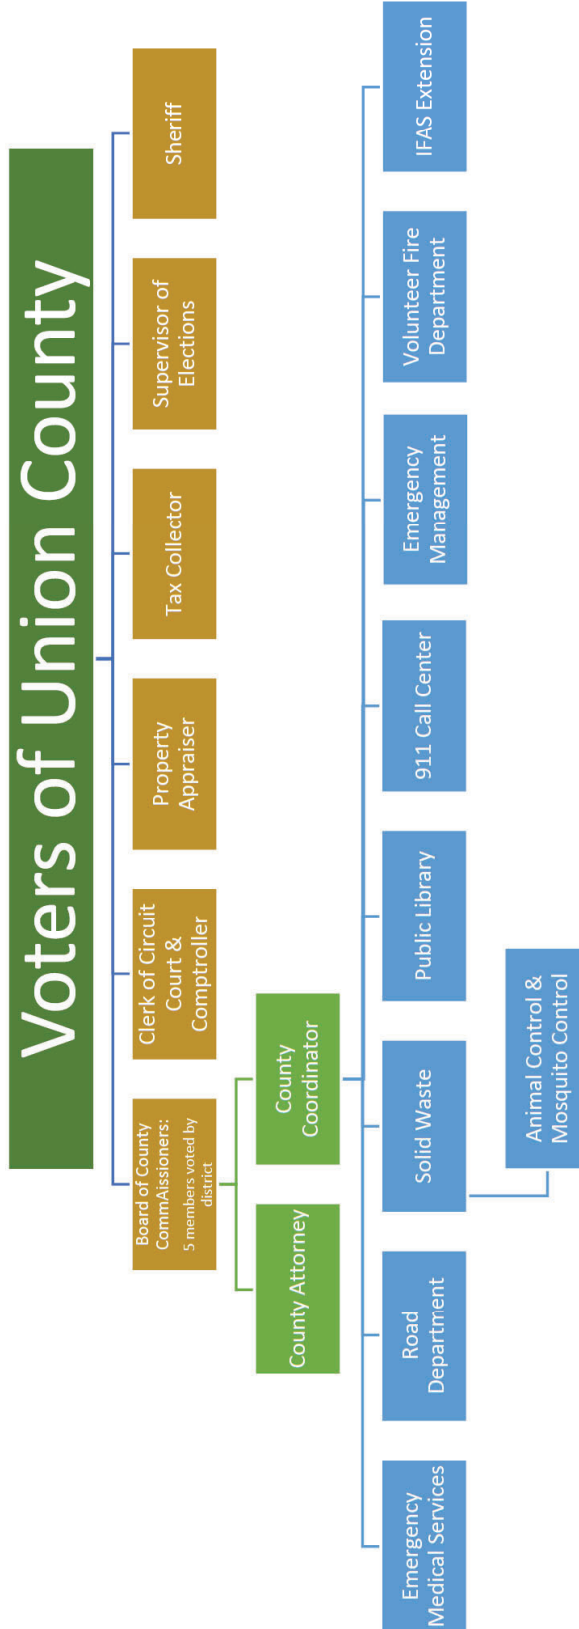 Voters of Union County
Board of County
CommAissioners:
5 members voted by
district
Clerk of Circuit
Court &
Comptroller
Property
Appraiser
Tax Collector
Supervisor of
Elections
Sheriff
County Attorney
County
Coordinator
Emergency
Medical Services
Road
Department
Solid Waste
Public Library
911 Call Center
Emergency
Management
Volunteer Fire
Department
IFAS Extension
Animal Control &
Mosquito Control